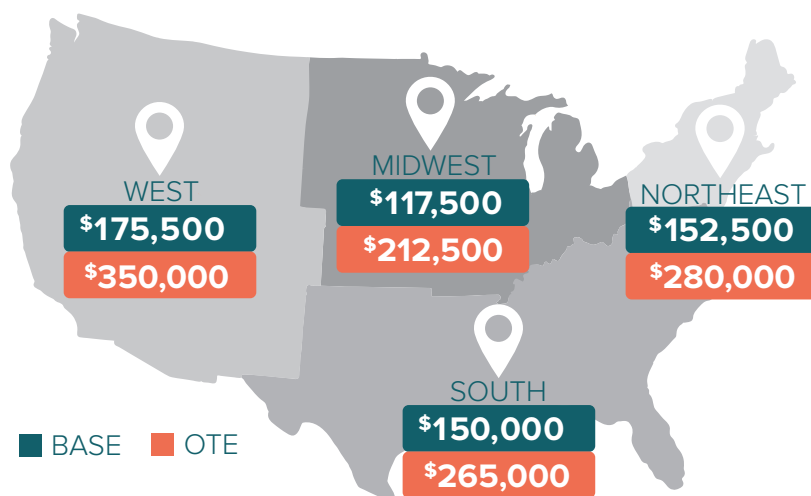 WEST
$175,500
$350,000
MIDWEST
$117,500
$212,500
NORTHEAST
$152,500
$280,000
SOUTH
$150,000
$265,000
BASE OTE